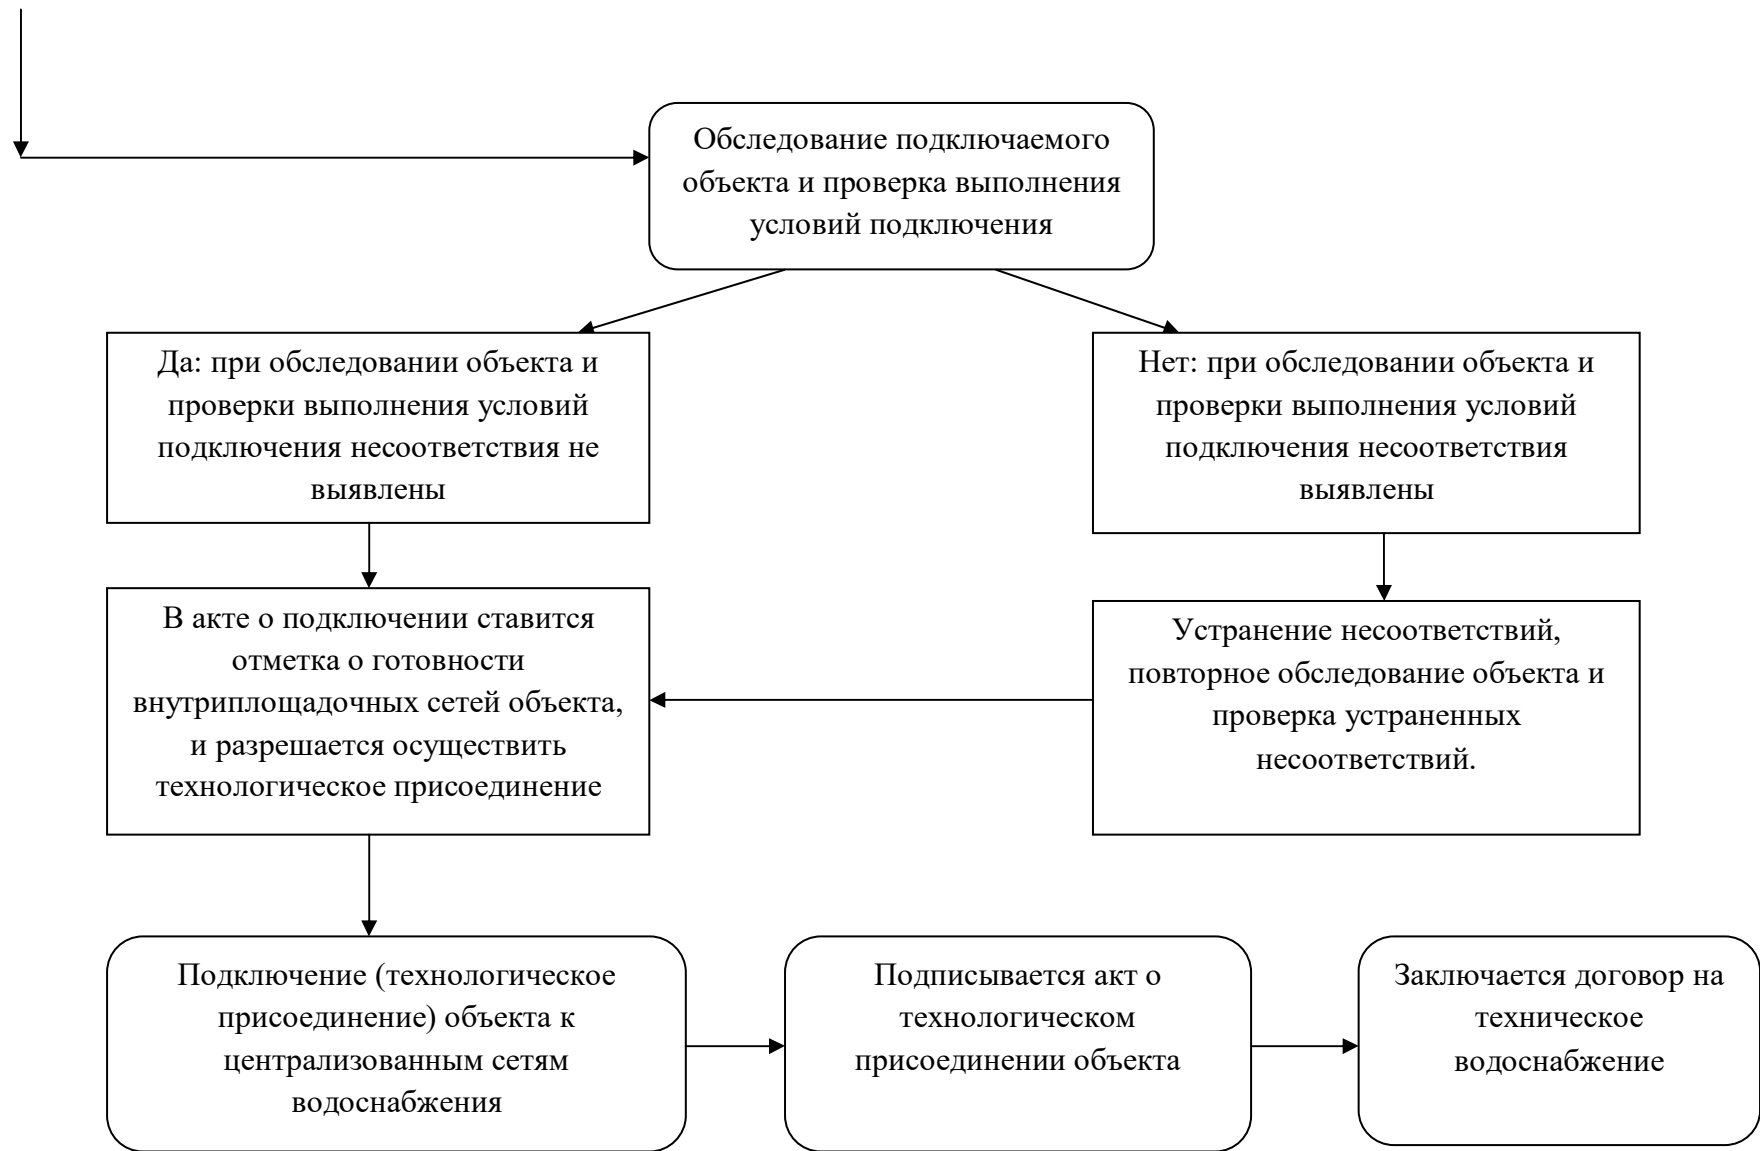 Обследование подключаемого
объекта и проверка выполнения
условий подключения
Да: при обследовании объекта и
проверки выполнения условий
подключения несоответствия не
выявлены
Нет: при обследовании объекта и
проверки выполнения условий
подключения несоответствия
выявлены
В акте о подключении ставится
отметка о готовности
внутриплощадочных сетей объекта,
и разрешается осуществить
технологическое присоединение
Устранение несоответствий,
повторное обследование объекта и
проверка устраненных
несоответствий.
Подключение (технологическое
присоединение) объекта к
централизованным сетям
водоснабжения
Подписывается акт о
технологическом
присоединении объекта
Заключается договор на
техническое
водоснабжение